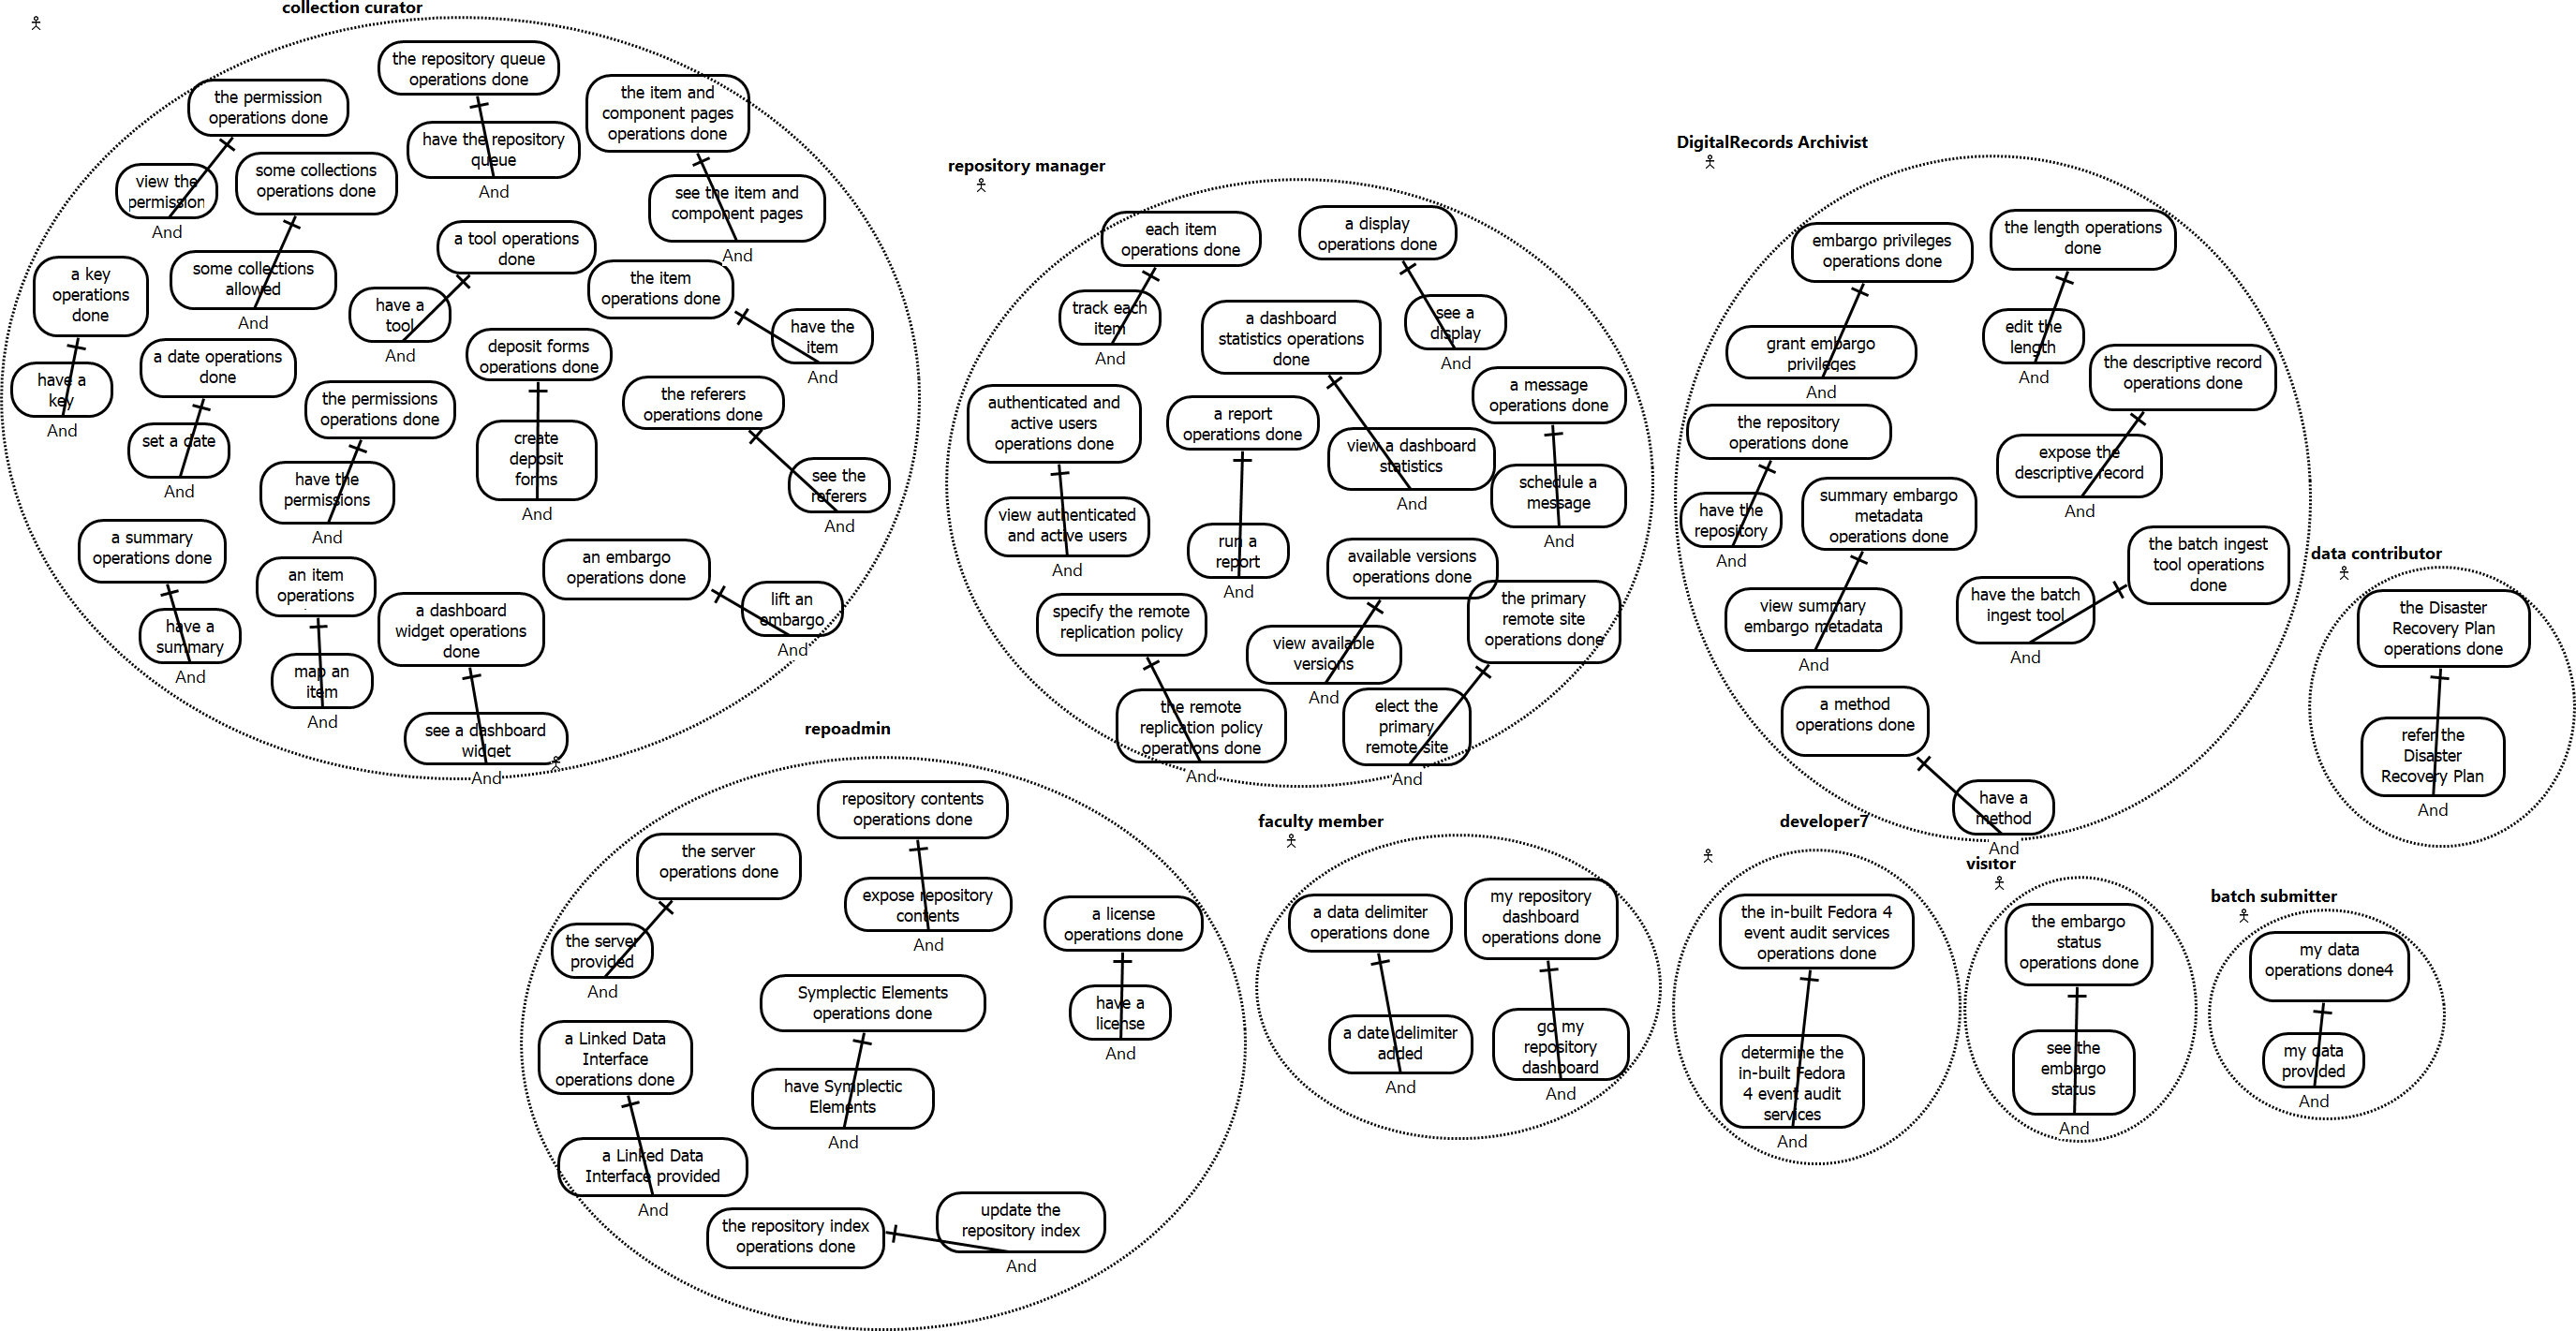 collection curator
the repository queue
operations done
the permission
operations done
the item and
component pages
operations done
have the repository
queue
And
view the
permission
And
some collections
operations done
see the item and
component pages
And
a tool operations
done
a key
operations
done
some collections
allowed
And
the item
operations done
have a
tool
And
have the
item
And
a date operations
done
deposit forms
operations done
have a
key
And
the permissions
operations done
the referers
operations done
set a date
And
create
deposit
forms
And
have the
permissions
And
see the
referers
And
a summary
operations done
an item
operations
an embargo
operations done
lift an
embargo
And
a dashboard
widget operations
done
have a
summary
And
map an
item
And
see a dashboard
widget
And
repository manager
each item
operations done
a display
operations done
track each
item
And
a dashboard
statistics operations
done
see a
display
And
authenticated and
active users
operations done
a report
operations done
a message
operations done
view a dashboard
statistics
And
schedule a
message
And
view authenticated
and active users
And
run a
report
And
available versions
operations done
specify the remote
replication policy
the primary
remote site
operations done
view available
versions
And
the remote
replication policy
operations done
And
elect the
primary
remote site
And
DigitalRecords Archivist
embargo privileges
operations done
the length operations
done
grant embargo
privileges
And
edit the
length
And
the descriptive record
operations done
the repository
operations done
expose the
descriptive record
And
have the
repository
And
summary embargo
metadata
operations done
the batch ingest
tool operations
done
view summary
embargo metadata
And
have the batch
ingest tool
And
a method
operations done
have a
method
And
data contributor
the Disaster
Recovery Plan
operations done
refer the
Disaster
Recovery Plan
And
repoadmin
repository contents
operations done
the server
operations done
expose repository
contents
And
a license
operations done
the server
provided
And
Symplectic Elements
operations done
have a
license
And
a Linked Data
Interface
operations done
have Symplectic
Elements
And
a Linked Data
Interface provided
And
the repository index
operations done
update the
repository index
And
faculty member
a data delimiter
operations done
my repository
dashboard
operations done
a date delimiter
added
And
go my
repository
dashboard
And
developer7
the in-built Fedora 4
event audit services
operations done
determine the
in-built Fedora
4 event audit
services
And
visitor
the embargo
status
operations done
see the
embargo
status
And
batch submitter
my data
operations done4
my data
provided
And